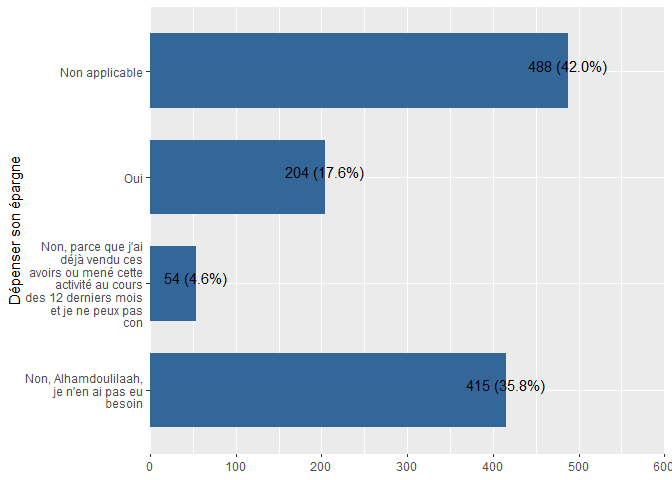 Dépenser son épargne
Non applicable
488 (42.0%)
Oui
204 (17.6%)
Non, parce que j'ai
déjà vendu ces
avoirs ou mené cette
activité au cours
des 12 derniers mois
et je ne peux pas
con
54 (4.6%)
Non, Alhamdoulilaah,
je n'en ai pas eu
besoin
415 (35.8%)
0 100 200 300 400 500 600